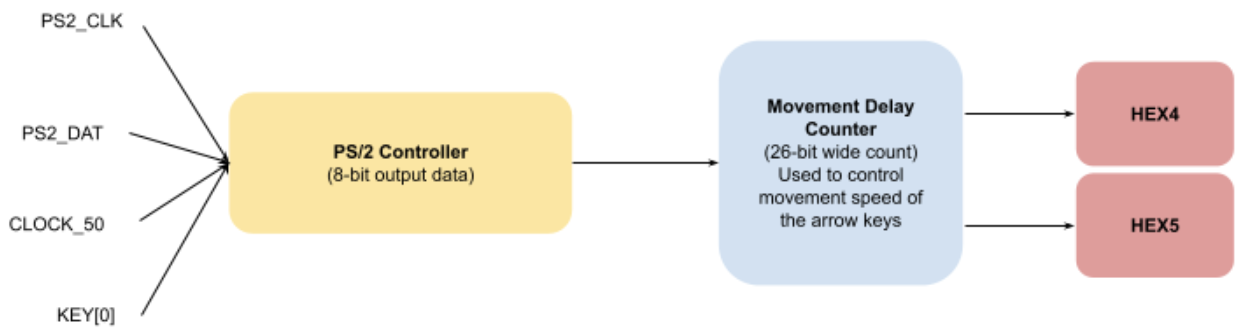 PS2_CLK
PS2_DAT
CLOCK_50
KEY[0]
PS/2 Controller
(8-bit output data)
Movement Delay
Counter
(26-bit wide count)
Used to control
movement speed of
the arrow keys
HEX4
HEX5